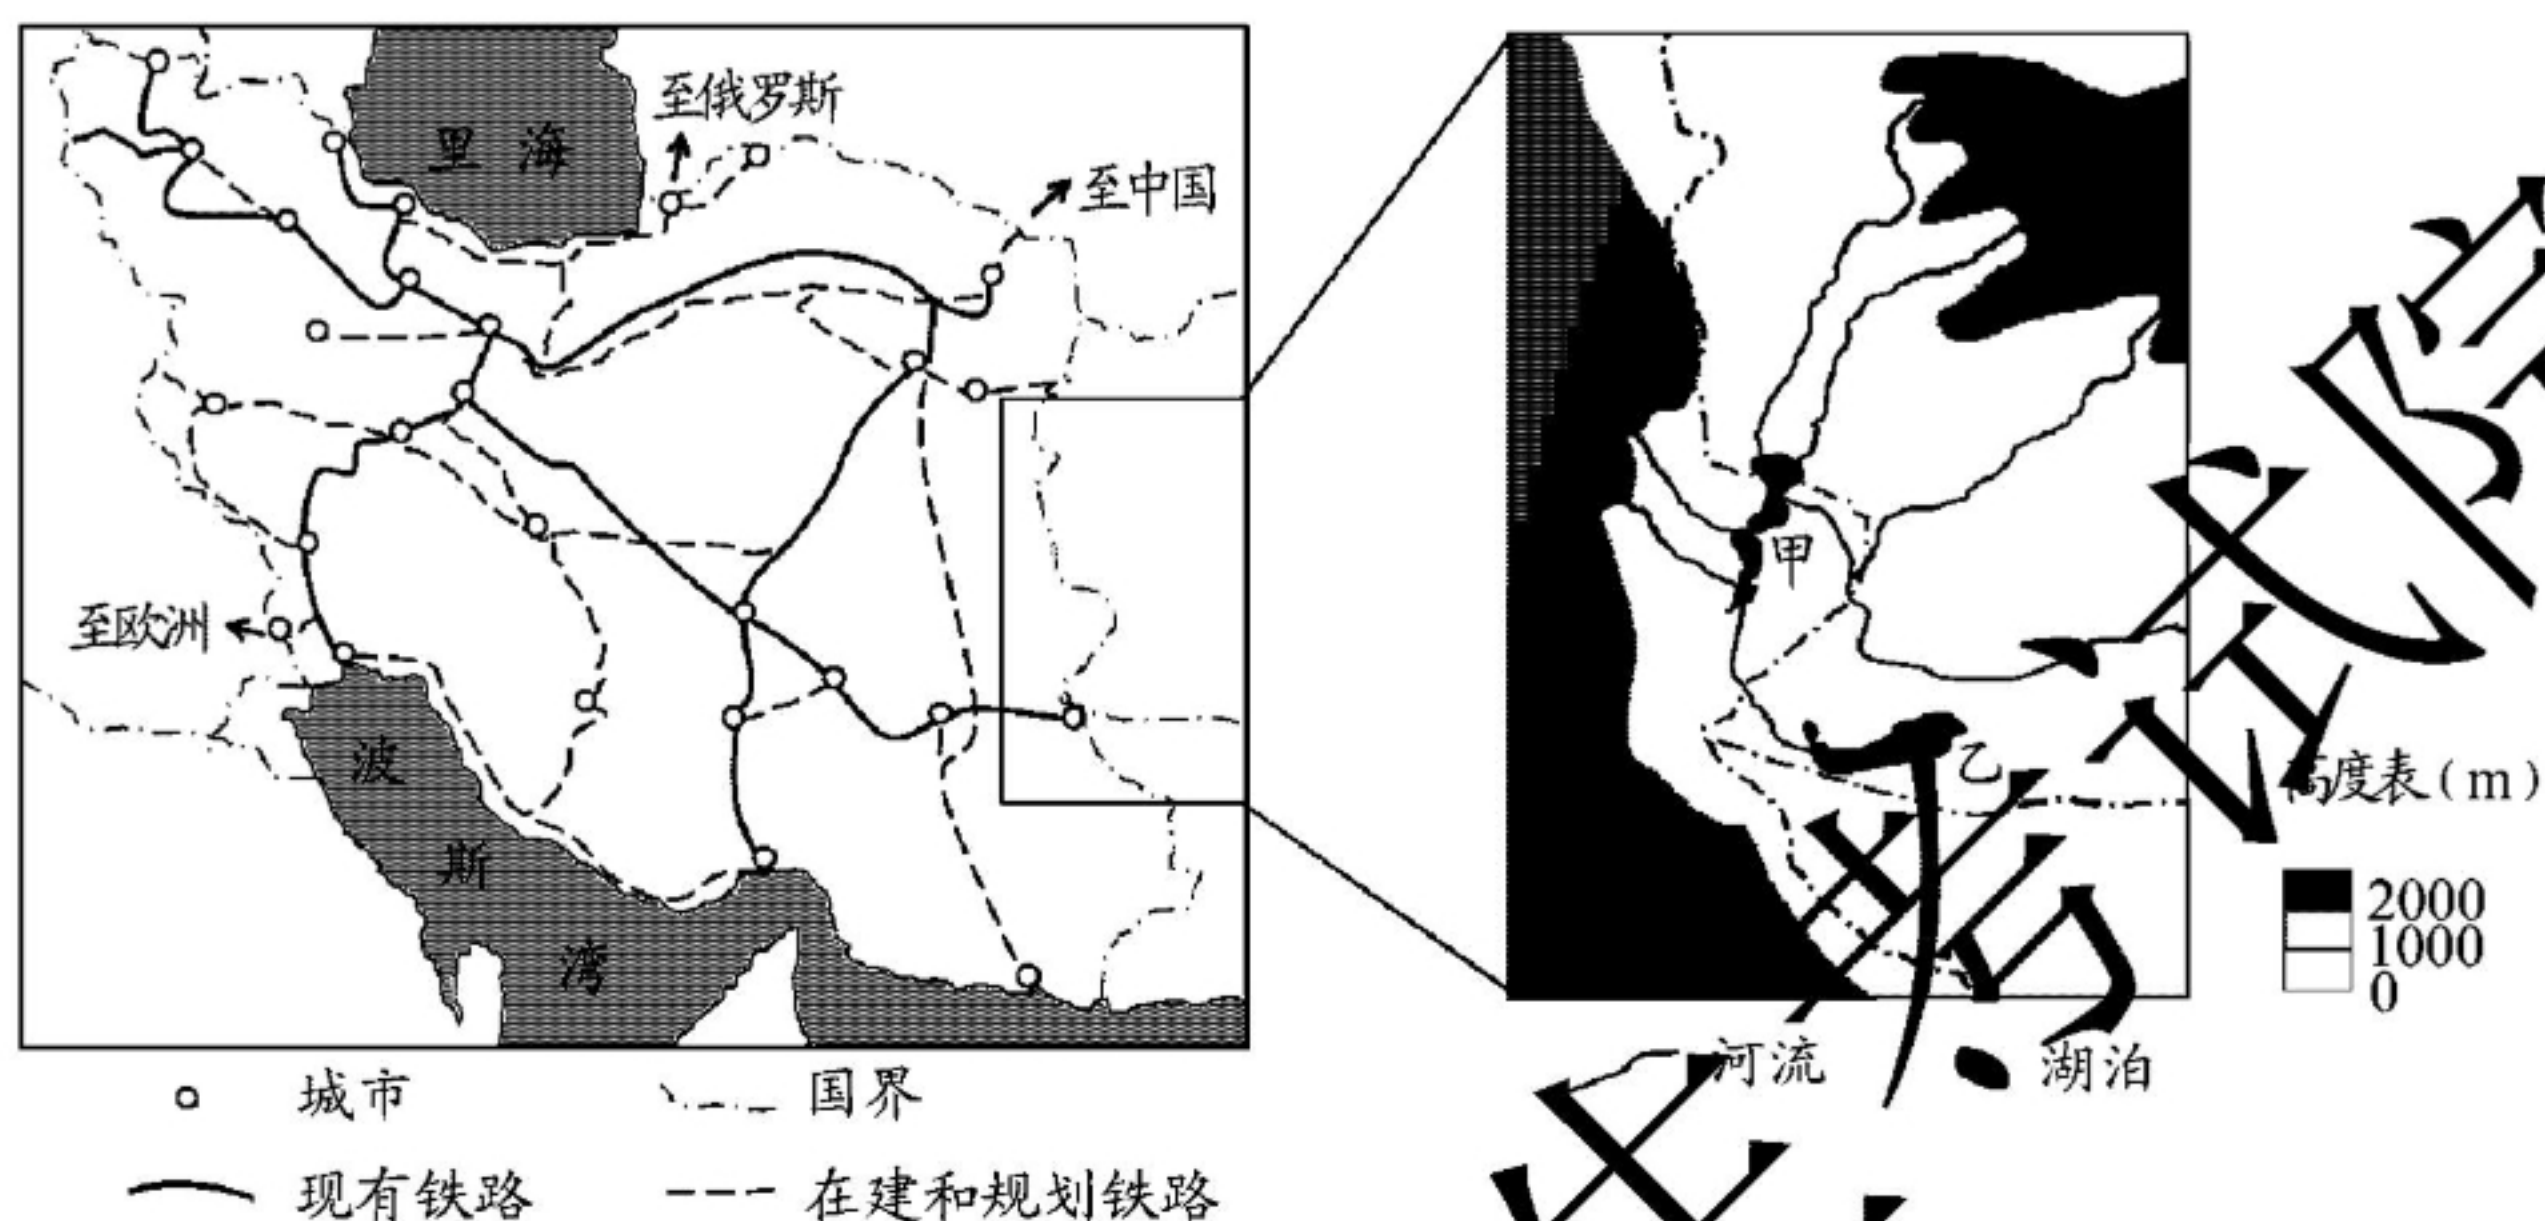 里海
至俄罗斯
至中国
至欧洲
波
斯
湾
甲
乙
高度表(m)
2000
1000
0
河流
湖泊
城市
国界
现有铁路
在建和规划铁路